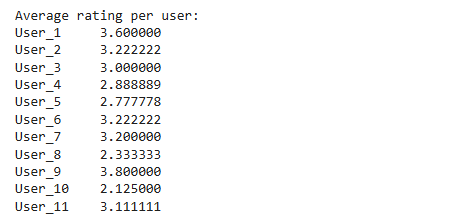 Average rating per user:
User_1     3.600000
User_2     3.222222
User_3     3.000000
User_4     2.888889
User_5     2.777778
User_6     3.222222
User_7     3.200000
User_8     2.333333
User_9     3.800000
User_10    2.125000
User_11    3.111111